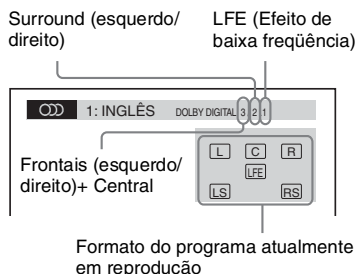 Surround (esquerdo/
direito)
LFE (Efeito de
baixa freqüência)
1: INGLÊS DOLBY DIGITAL 3 2 1
L C R
LFE
LS RS
Frontais (esquerdo/
direito)+ Central
Formato do programa atualmente
em reprodução